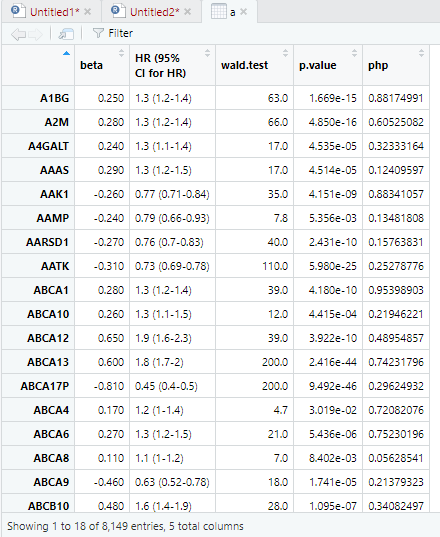 Untitled1* × Untitled2* × a ×
Filter
beta HR (95% CI for HR) wald.test p.value php
A1BG 0.250 1.3 (1.2-1.4) 63.0 1.669e-15 0.88174991
A2M 0.280 1.3 (1.2-1.4) 66.0 4.850e-16 0.60525082
A4GALT 0.240 1.3 (1.1-1.4) 17.0 4.535e-05 0.32333164
AAAS 0.290 1.3 (1.2-1.5) 17.0 4.514e-05 0.12409597
AAK1 -0.260 0.77 (0.71-0.84) 35.0 4.151e-09 0.88341057
AAMP -0.240 0.79 (0.66-0.93) 7.8 5.356e-03 0.13481808
AARSD1 -0.270 0.76 (0.7-0.83) 40.0 2.431e-10 0.15763831
AATK -0.310 0.73 (0.69-0.78) 110.0 5.980e-25 0.25278776
ABCA1 0.280 1.3 (1.2-1.4) 39.0 4.180e-10 0.95398903
ABCA10 0.260 1.3 (1.1-1.5) 12.0 4.415e-04 0.21946221
ABCA12 0.650 1.9 (1.6-2.3) 39.0 3.922e-10 0.48954857
ABCA13 0.600 1.8 (1.7-2) 200.0 2.416e-44 0.74231796
ABCA17P -0.810 0.45 (0.4-0.5) 200.0 9.492e-46 0.29624932
ABCA4 0.170 1.2 (1-1.4) 4.7 3.019e-02 0.72082076
ABCA6 0.270 1.3 (1.2-1.5) 21.0 5.436e-06 0.75230196
ABCA8 0.110 1.1 (1-1.2) 7.0 8.402e-03 0.05628541
ABCA9 -0.460 0.63 (0.52-0.78) 18.0 1.741e-05 0.21379323
ABCB10 0.480 1.6 (1.4-1.9) 28.0 1.095e-07 0.34082497
Showing 1 to 18 of 8,149 entries, 5 total columns